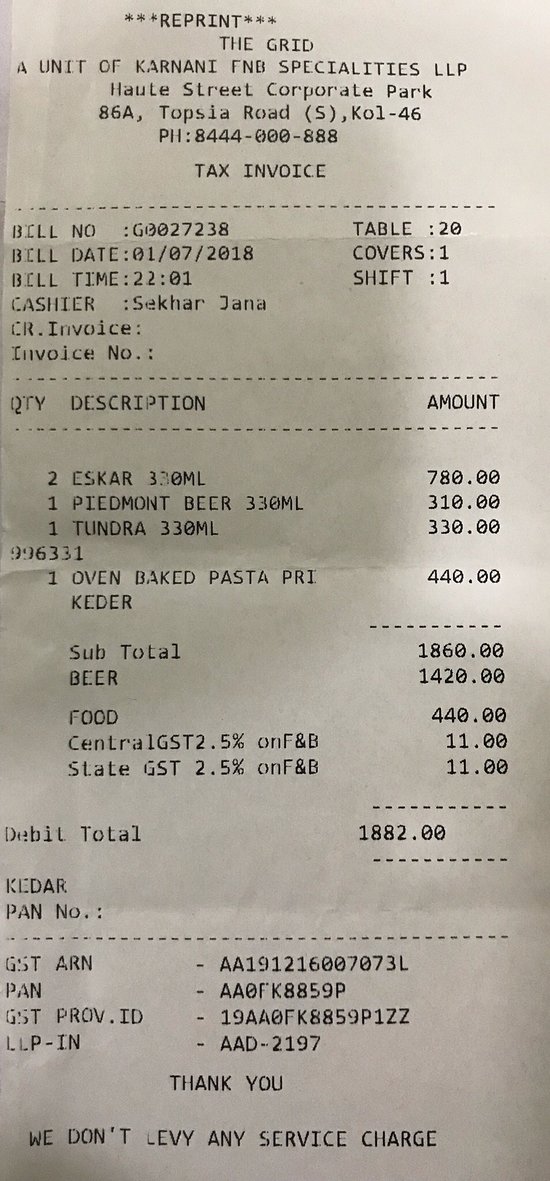 ***REPRINT***
THE GRID
A UNIT OF KARNANI FNB SPECIALITIES LLP
Haute Street Corporate Park
86A, Topsia Road (S),Kol-46
PH:8444-000-888
TAX INVOICE
BILL NO :G0027238 TABLE :20
BILL DATE:01/07/2018 COVERS:1
BILL TIME:22:01 SHIFT :1
CASHIER :Sekhar Jana
CR.Invoice:
Invoice No.:
QTY DESCRIPTION AMOUNT
2 ESKAR 330ML 780.00
1 PIEDMONT BEER 330ML 310.00
1 TUNDRA 330ML 330.00
996331
1 OVEN BAKED PASTA PRI 440.00
KEDER
Sub Total 1860.00
BEER 1420.00
FOOD 440.00
CentralGST2.5% onF&B 11.00
State GST 2.5% onF&B 11.00
Debit Total 1882.00
KEDAR
PAN No.:
GST ARN - AA191216007073L
PAN - AAOFK8859P
GST PROV.ID - 19AAOFK8859P1ZZ
LLP-IN - AAD-2197
THANK YOU
WE DON'T LEVY ANY SERVICE CHARGE